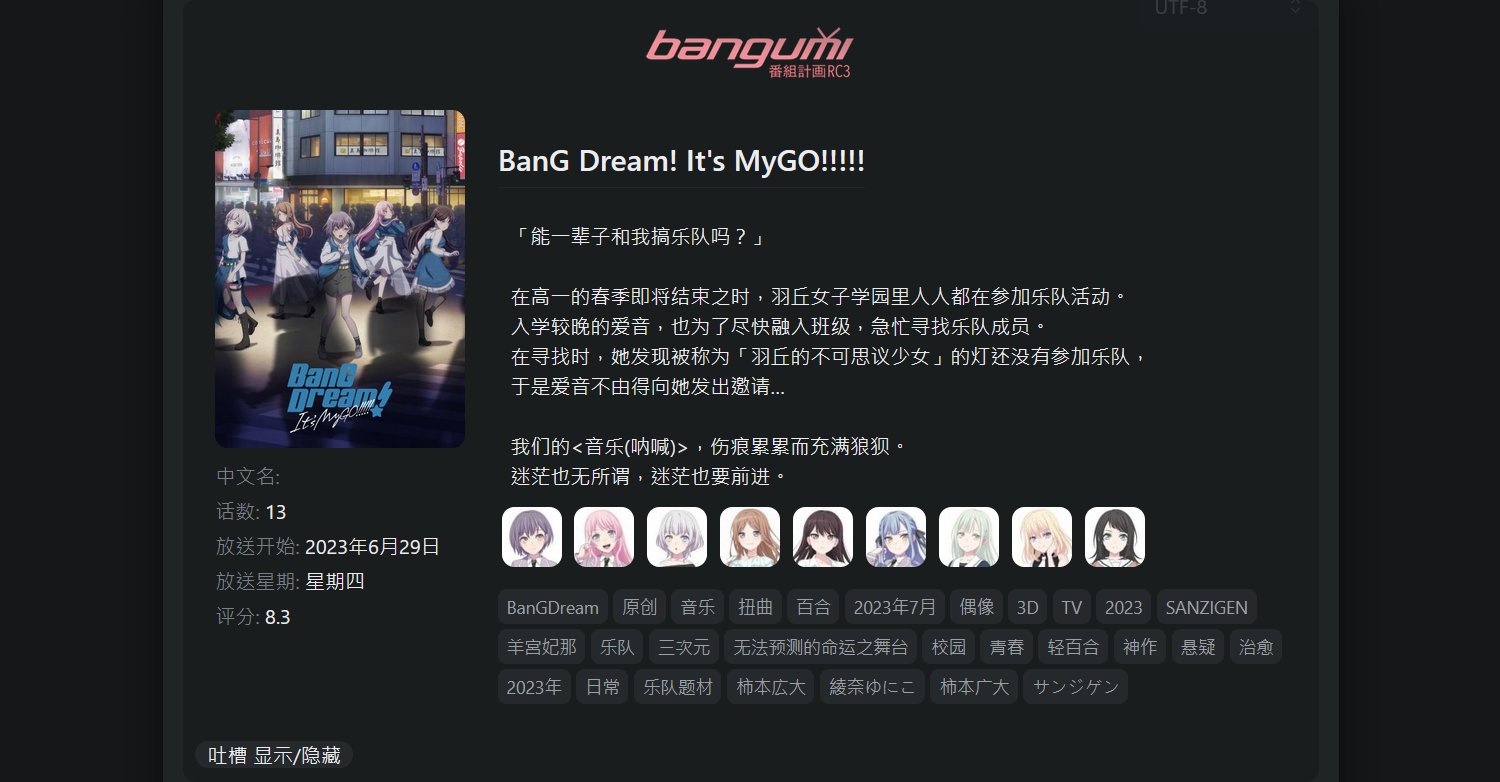 UTF-8
bangumi
番組計画RC3
BanG Dream! It's MyGO!!!!!
「能一辈子和我搞乐队吗？」
在高一的春季即将结束之时，羽丘女子学园里人人都在参加乐队活动。
入学较晚的爱音，也为了尽快融入班级，急忙寻找乐队成员。
在寻找时，她发现被称为「羽丘的不可思议少女」的灯还没有参加乐队，
于是爱音不由得向她发出邀请...
我们的<音乐(呐喊)>，伤痕累累而充满狼狈。
迷茫也无所谓，迷茫也要前进。
BanG
Dream!
It's MyGO!!!!!
中文名:
话数: 13
放送开始: 2023年6月29日
放送星期: 星期四
评分: 8.3
BanGDream 原创 音乐 扭曲 百合 2023年7月 偶像 3D TV 2023 SANZIGEN
羊宮妃那 乐队 三次元 无法预测的命运之舞台 校园 青春 轻百合 神作 悬疑 治愈
2023年 日常 乐队题材 柿本広大 綾奈ゆにこ 柿本广大 サンジゲン
吐槽 显示/隐藏